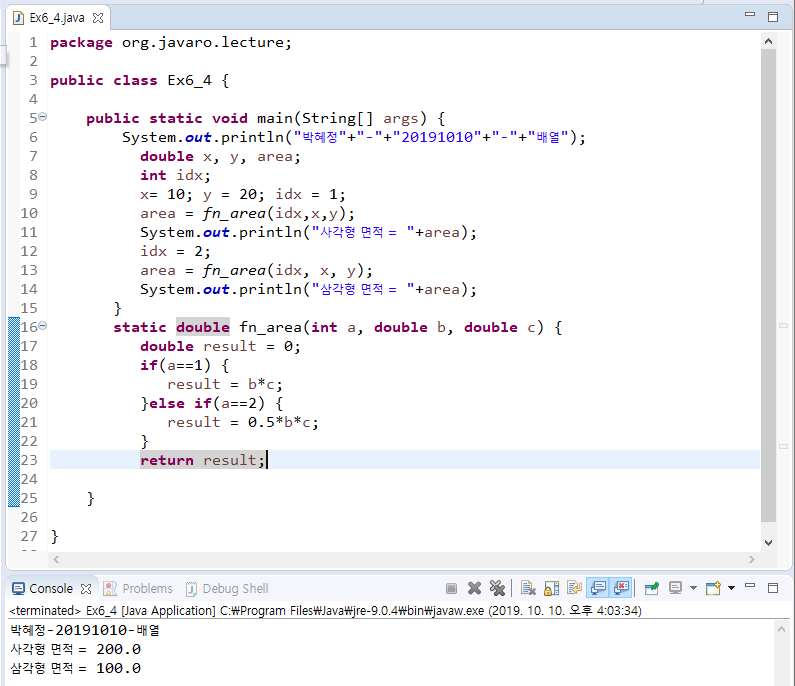 Ex6_4.java
1 package org.javaro.lecture;
2
3 public class Ex6_4 {
4
5 public static void main(String[] args) {
6 System.out.println("박혜정"+"-"+"20191010"+"-"+"배열");
7 double x, y, area;
8 int idx;
9 x= 10; y = 20; idx = 1;
10 area = fn_area(idx,x,y);
11 System.out.println("사각형 면적 = "+area);
12 idx = 2;
13 area = fn_area(idx, x, y);
14 System.out.println("삼각형 면적 = "+area);
15 }
16 static double fn_area(int a, double b, double c) {
17 double result = 0;
18 if(a==1) {
19 result = b*c;
20 }else if(a==2) {
21 result = 0.5*b*c;
22 }
23 return result;
24
25 }
26
27 }
Console Problems Debug Shell
<terminated> Ex6_4 [Java Application] C:₩Program Files₩Java₩jre-9.0.4₩bin₩javaw.exe (2019. 10. 10. 오후 4:03:34)
박혜정-20191010-배열
사각형 면적 = 200.0
삼각형 면적 = 100.0